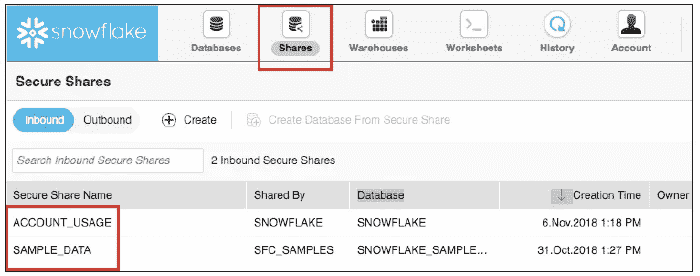 snowflake
Databases Shares Warehouses Worksheets History Account
Secure Shares
Inbound Outbound Create Create Database From Secure Share
Search Inbound Secure Shares 2 Inbound Secure Shares
Secure Share Name Shared By Database Creation Time Owner
ACCOUNT_USAGE SNOWFLAKE SNOWFLAKE 6.Nov.2018 1:18 PM
SAMPLE_DATA SFC_SAMPLES SNOWFLAKE_SAMPLE... 31.Oct.2018 1:27 PM